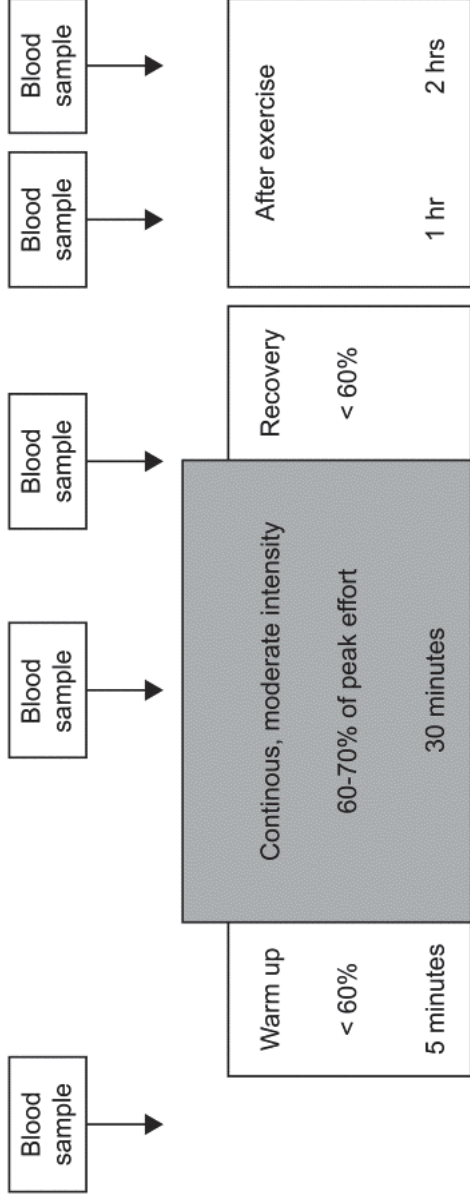 Blood
sample
Blood
sample
Blood
sample
Blood
sample
Blood
sample
Warm up
< 60%
5 minutes
Continous, moderate intensity
60-70% of peak effort
30 minutes
Recovery
< 60%
After exercise
1 hr
2 hrs